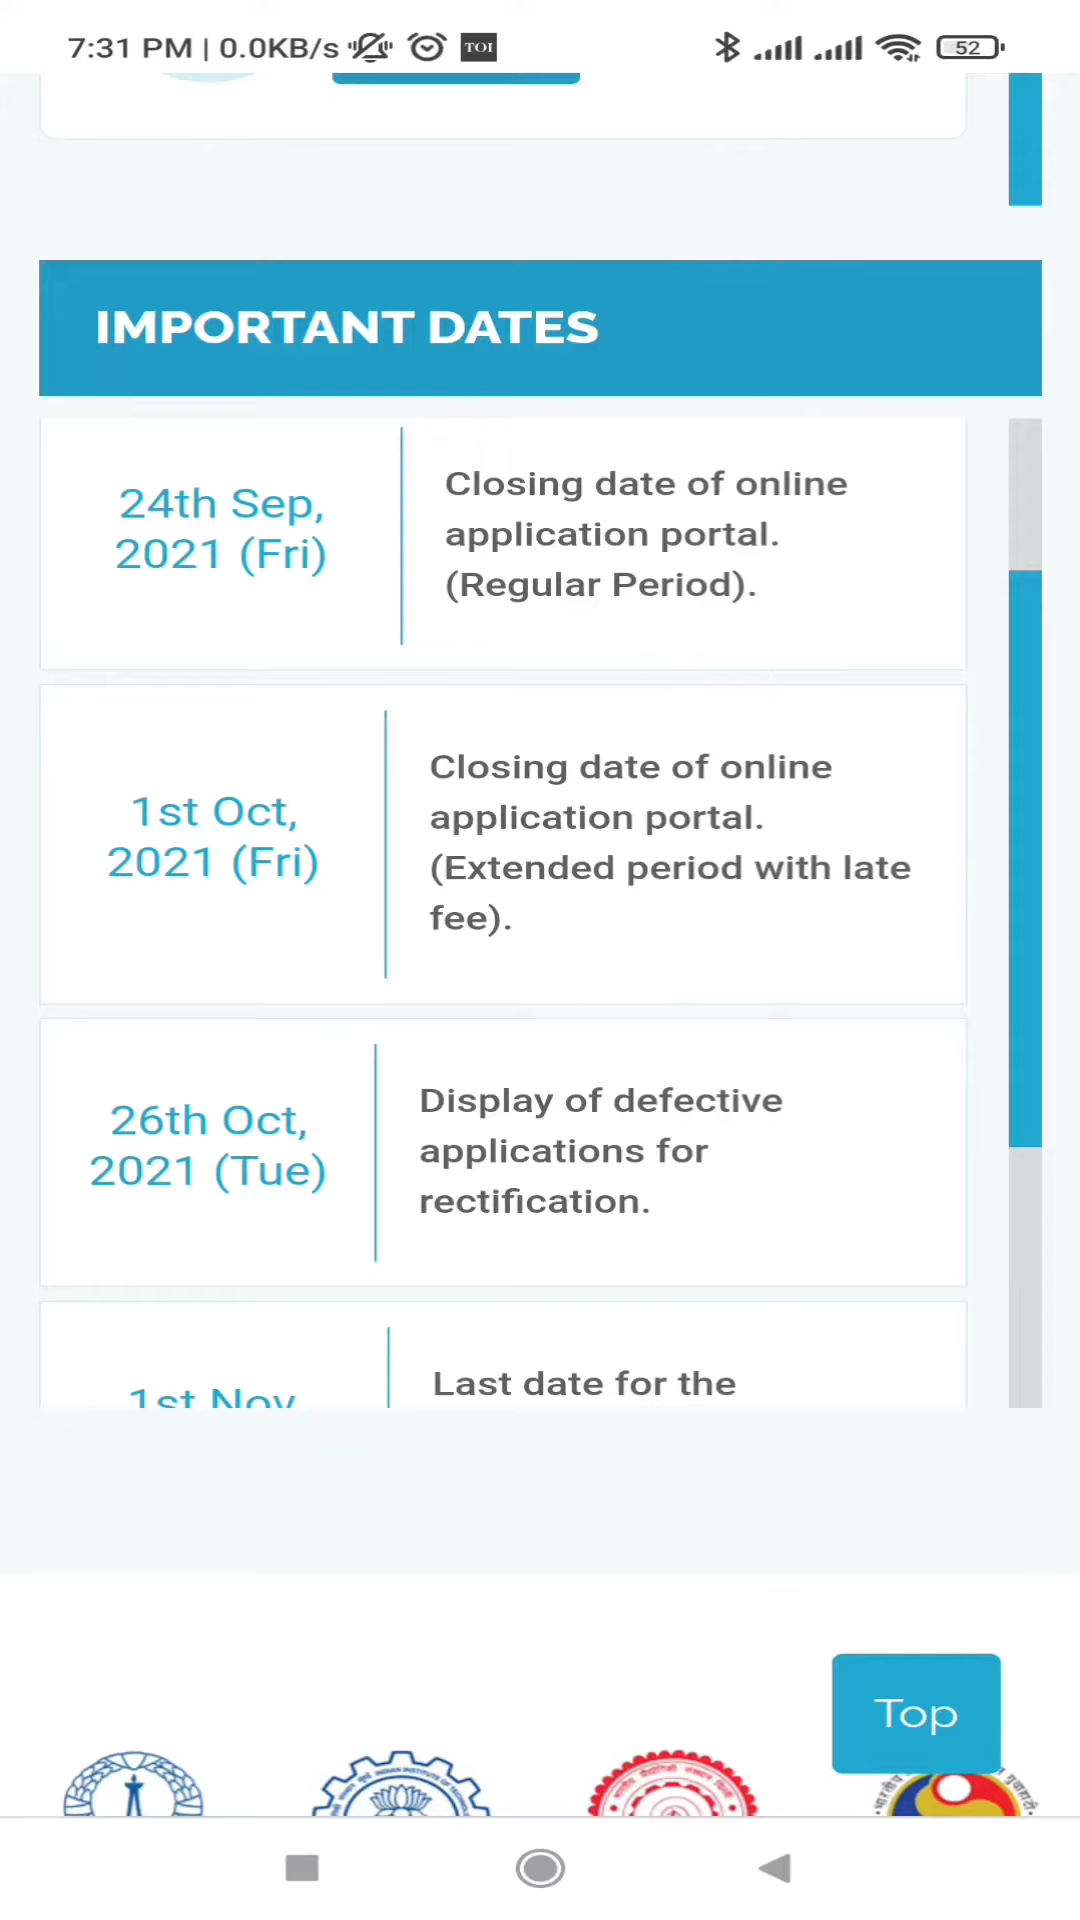 7:31 PM | 0.0KB/s
TOI
52
IMPORTANT DATES
24th Sep,
2021 (Fri)
Closing date of online
application portal.
(Regular Period).
1st Oct,
2021 (Fri)
Closing date of online
application portal.
(Extended period with late
fee).
26th Oct,
2021 (Tue)
Display of defective
applications for
rectification.
1st Nov
Last date for the
Top